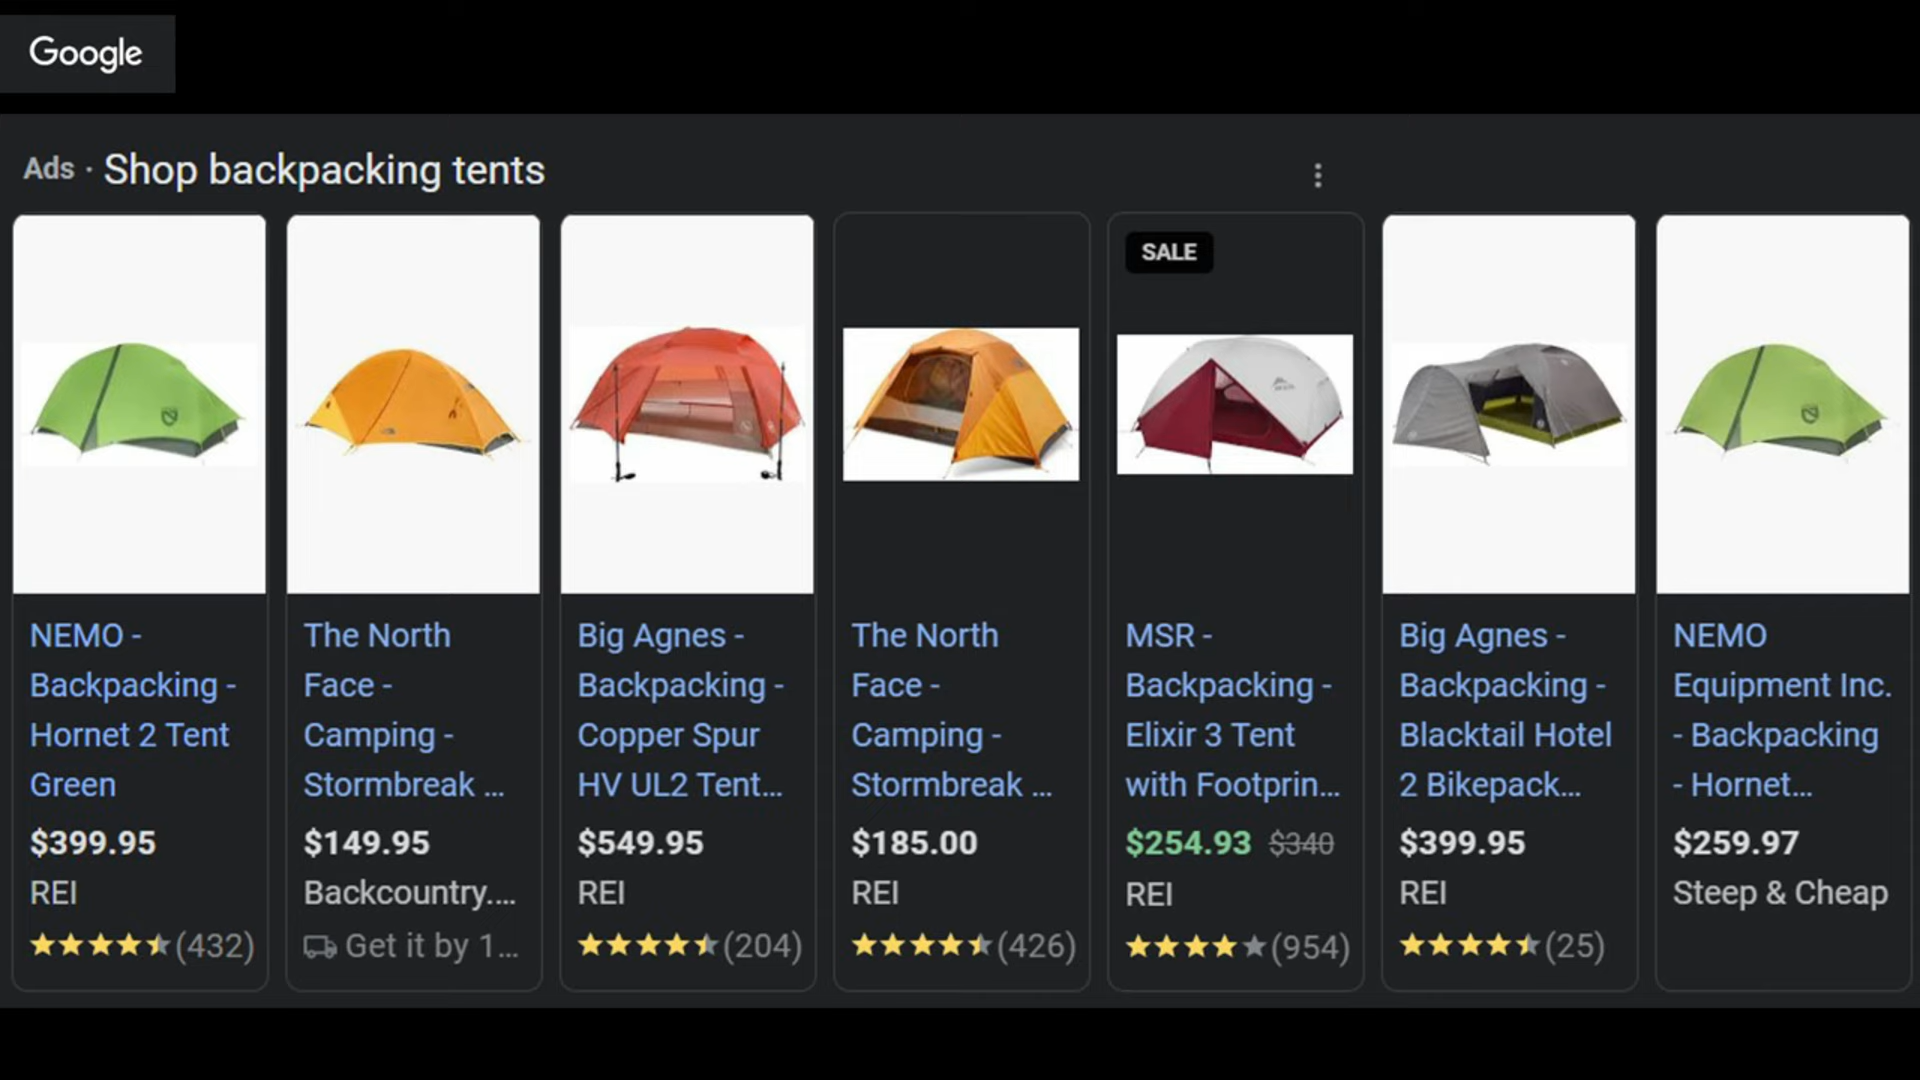 Google
Ads · Shop backpacking tents
NEMO -
Backpacking -
Hornet 2 Tent
Green
$399.95
REI
(432)
The North
Face -
Camping -
Stormbreak ...
$149.95
Backcountry....
Get it by 1...
Big Agnes -
Backpacking -
Copper Spur
HV UL2 Tent...
$549.95
REI
(204)
The North
Face -
Camping -
Stormbreak ...
$185.00
REI
(426)
SALE
MSR -
Backpacking -
Elixir 3 Tent
with Footprin...
$254.93 $340
REI
(954)
Big Agnes -
Backpacking -
Blacktail Hotel
2 Bikepack...
$399.95
REI
(25)
NEMO
Equipment Inc.
- Backpacking
- Hornet...
$259.97
Steep & Cheap